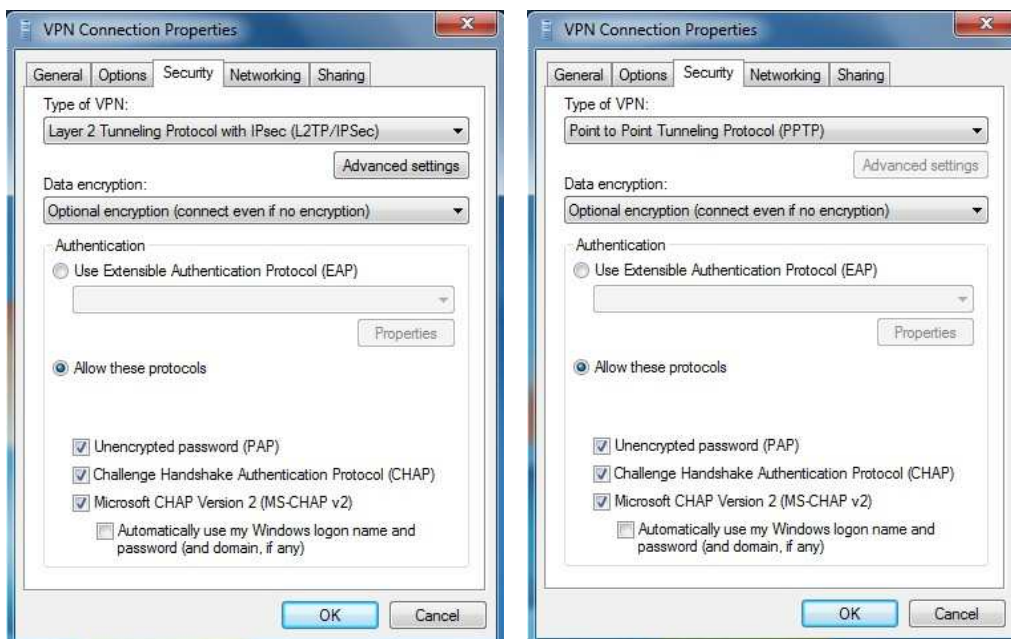 VPN Connection Properties
General Options Security Networking Sharing
Type of VPN:
Layer 2 Tunneling Protocol with IPsec (L2TP/IPSec)
Advanced settings
Data encryption:
Optional encryption (connect even if no encryption)
Authentication
Use Extensible Authentication Protocol (EAP)
Properties
Allow these protocols
Unencrypted password (PAP)
Challenge Handshake Authentication Protocol (CHAP)
Microsoft CHAP Version 2 (MS-CHAP v2)
Automatically use my Windows logon name and
password (and domain, if any)
OK Cancel
VPN Connection Properties
General Options Security Networking Sharing
Type of VPN:
Point to Point Tunneling Protocol (PPTP)
Advanced settings
Data encryption:
Optional encryption (connect even if no encryption)
Authentication
Use Extensible Authentication Protocol (EAP)
Properties
Allow these protocols
Unencrypted password (PAP)
Challenge Handshake Authentication Protocol (CHAP)
Microsoft CHAP Version 2 (MS-CHAP v2)
Automatically use my Windows logon name and
password (and domain, if any)
OK Cancel